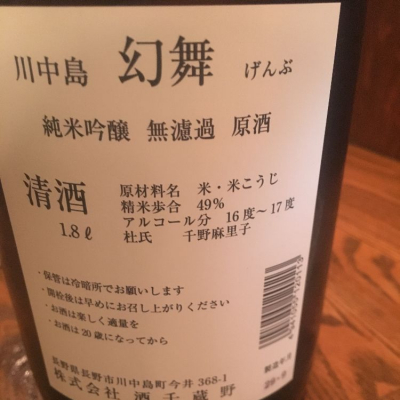 川中島 幻舞 げんぶ
純米吟醸 無濾過 原酒
清酒
1.8ℓ
原材料名 米・米こうじ
精米歩合 49%
アルコール分 16度～17度
杜氏 千野麻里子
・保管は冷暗所でお願いします
・開栓後は早めにお召し上がりください
・お酒は楽しく適量を
・お酒は20歳になってから
製造年月
長野県長野市川中島町今井368-1
株式会社 酒千蔵野